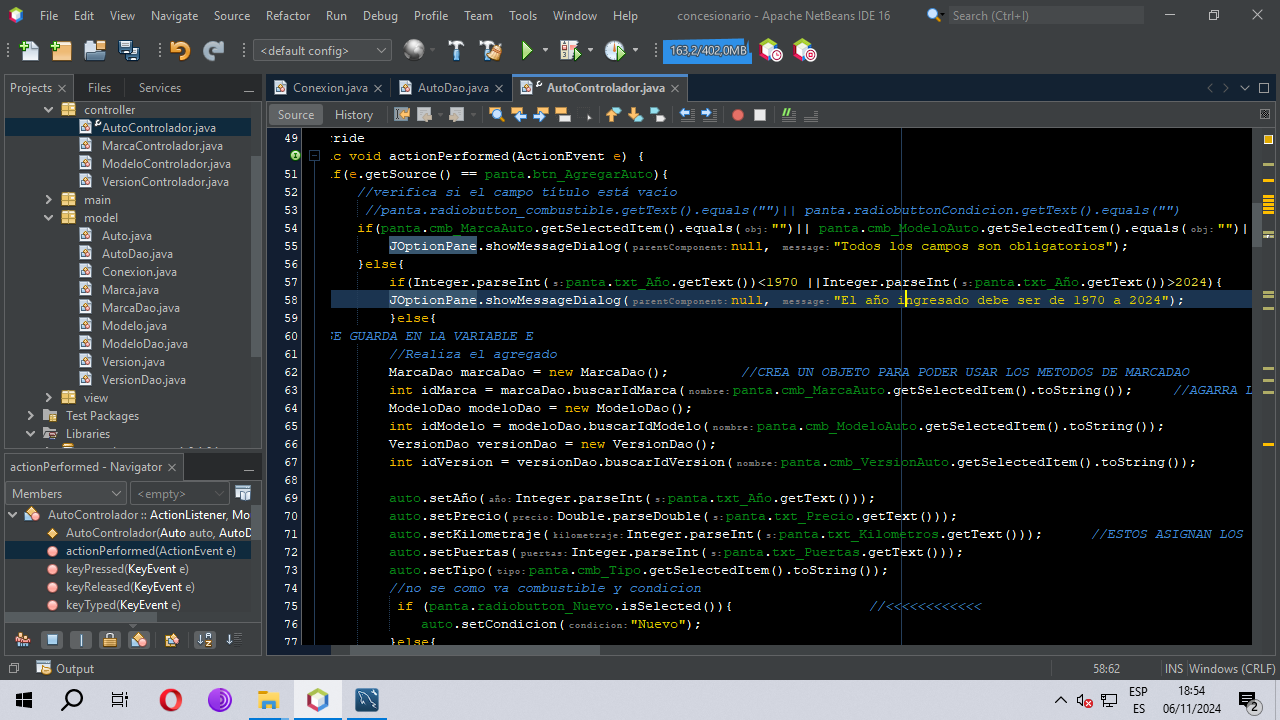 File Edit View Navigate Source Refactor Run Debug Profile Team Tools Window Help concesionario - Apache NetBeans IDE 16 Search (Ctrl+I)
<default config> 163,2/402,0MB
Projects Files Services
Conexion.java AutoDao.java AutoControlador.java
Source History
controller
AutoControlador.java
MarcaControlador.java
ModeloControlador.java
VersionControlador.java
main
model
Auto.java
AutoDao.java
Conexion.java
Marca.java
MarcaDao.java
Modelo.java
ModeloDao.java
Version.java
VersionDao.java
view
Test Packages
Libraries
actionPerformed - Navigator
Members <empty>
AutoControlador :: ActionListener, Mo
AutoControlador(Auto auto, AutoD
actionPerformed(ActionEvent e)
keyPressed(KeyEvent e)
keyReleased(KeyEvent e)
keyTyped(KeyEvent e)
49 ride
c void actionPerformed(ActionEvent e) {
51 f(e.getSource() == panta.btn_AgregarAuto){
52 //verifica si el campo titulo está vacio
53 //panta.radiobutton_combustible.getText().equals("")|| panta.radiobuttonCondicion.getText().equals("")
54 if(panta.cmb_MarcaAuto.getSelectedItem().equals(obj: "")|| panta.cmb_ModeloAuto.getSelectedItem().equals(obj: "")||
55 JOptionPane.showMessageDialog(parentComponent: null, message: "Todos los campos son obligatorios");
56 }else{
57 if(Integer.parseInt(s: panta.txt_Año.getText())<1970 ||Integer.parseInt(s: panta.txt_Año.getText())>2024){
58 JOptionPane.showMessageDialog(parentComponent: null, message: "El año ingresado debe ser de 1970 a 2024");
59 }else{
60 SE GUARDA EN LA VARIABLE E
61 //Realiza el agregado
62 MarcaDao marcaDao = new MarcaDao(); //CREA UN OBJETO PARA PODER USAR LOS METODOS DE MARCADAO
63 int idMarca = marcaDao.buscarIdMarca(nombre: panta.cmb_MarcaAuto.getSelectedItem().toString()); //AGARRA L
64 ModeloDao modeloDao = new ModeloDao();
65 int idModelo = modeloDao.buscarIdModelo(nombre: panta.cmb_ModeloAuto.getSelectedItem().toString());
66 VersionDao versionDao = new VersionDao();
67 int idVersion = versionDao.buscarIdVersion(nombre: panta.cmb_VersionAuto.getSelectedItem().toString());
68
69 auto.setAño(año: Integer.parseInt(s: panta.txt_Año.getText()));
70 auto.setPrecio(precio: Double.parseDouble(s: panta.txt_Precio.getText()));
71 auto.setKilometraje(kilometraje: Integer.parseInt(s: panta.txt_Kilometros.getText())); //ESTOS ASIGNAN LOS
72 auto.setPuertas(puertas: Integer.parseInt(s: panta.txt_Puertas.getText()));
73 auto.setTipo(tipo: panta.cmb_Tipo.getSelectedItem().toString());
74 //no se como va combustible y condicion
75 if (panta.radiobutton_Nuevo.isSelected()){ //<<<<<<<<<<<<
76 auto.setCondicion(condicion: "Nuevo");
77 }else{
Output 58:62 INS Windows (CRLF)
ESP
ES
18:54
06/11/2024
2